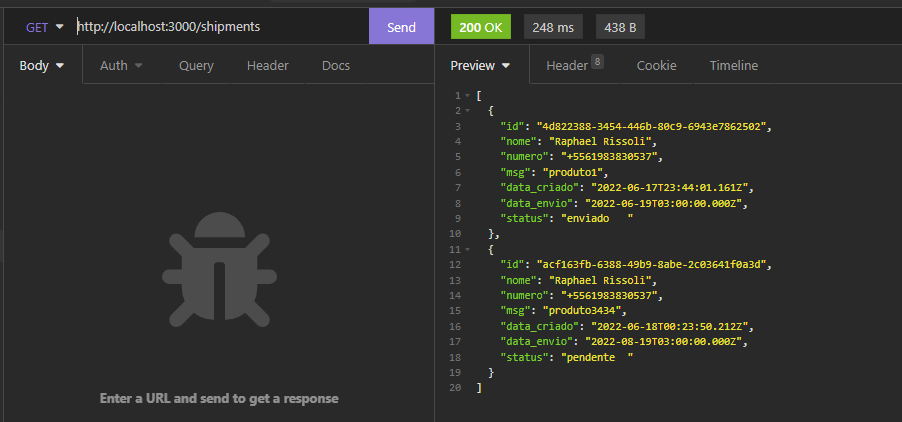 GET http://localhost:3000/shipments Send 200 OK 248 ms 438 B
Body Auth Query Header Docs Preview Header 8 Cookie Timeline
1 [
2 {
3 "id": "4d822388-3454-446b-80c9-6943e7862502",
4 "nome": "Raphael Rissoli",
5 "numero": "+5561983830537",
6 "msg": "produto1",
7 "data_criado": "2022-06-17T23:44:01.161Z",
8 "data_envio": "2022-06-19T03:00:00.000Z",
9 "status": "enviado   "
10 },
11 {
12 "id": "acf163fb-6388-49b9-8abe-2c03641f0a3d",
13 "nome": "Raphael Rissoli",
14 "numero": "+5561983830537",
15 "msg": "produto3434",
16 "data_criado": "2022-06-18T00:23:50.212Z",
17 "data_envio": "2022-08-19T03:00:00.000Z",
18 "status": "pendente  "
19 }
20 ]
Enter a URL and send to get a response